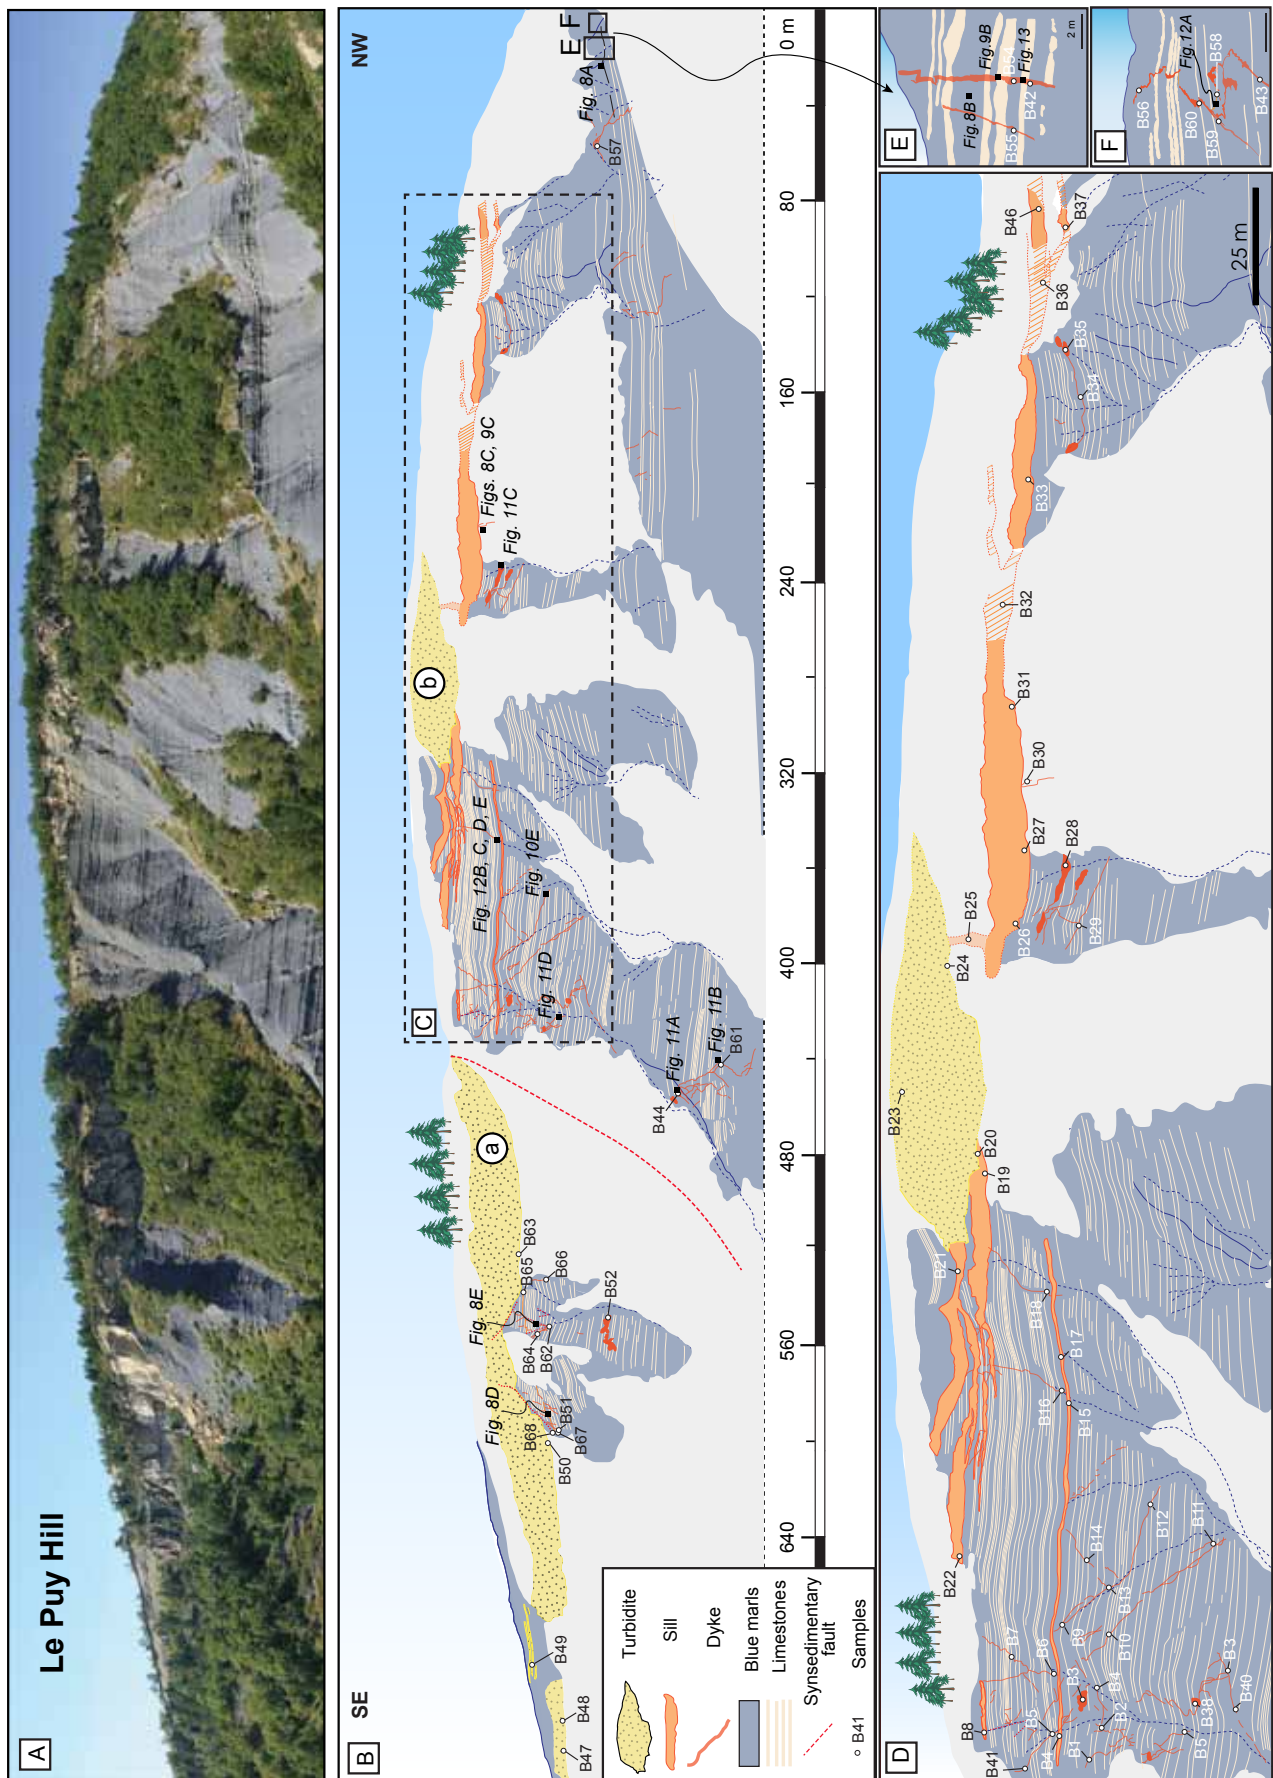 A
Le Puy Hill
B
SE
NW
C
a
b
E
F
Fig. 8A
B57
Figs. 8C, 9C
Fig. 11C
Fig. 12B, C, D, E
Fig. 10E
Fig. 11D
Fig. 11A
B44
Fig. 11B
B61
B63
B65
B66
Fig. 8E
B64
B62
B52
Fig. 8D
B68
B51
B67
B50
B49
B48
B47
640
560
480
400
320
240
160
80
0 m
Turbidite
Sill
Dyke
Blue marls
Limestones
Synsedimentary
fault
Samples
B41
D
B41
B8
B7
B22
B5
B6
B4
B1
B3
B2
B4
B9
B10
B13
B14
B12
B11
B5
B38
B3
B40
B15
B16
B17
B18
B21
B19
B20
B23
B24
B25
B26
B27
B28
B29
B30
B31
B32
B33
B34
B35
B36
B46
B37
25 m
E
Fig. 8B
Fig. 9B
B54
Fig. 13
B55
B42
2 m
F
B56
B60
B59
Fig. 12A
B58
B43